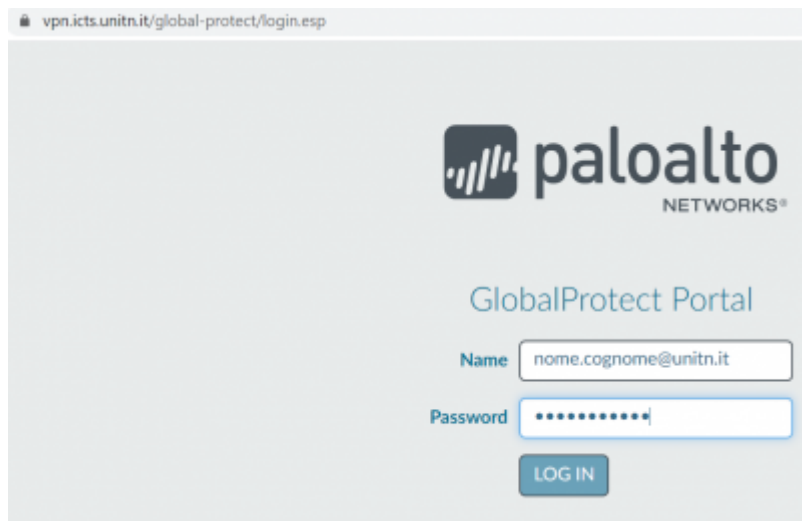 vpn.icts.unitn.it/global-protect/login.esp
paloalto
NETWORKS®
GlobalProtect Portal
Name nome.cognome@unitn.it
Password •••••••••••
LOG IN